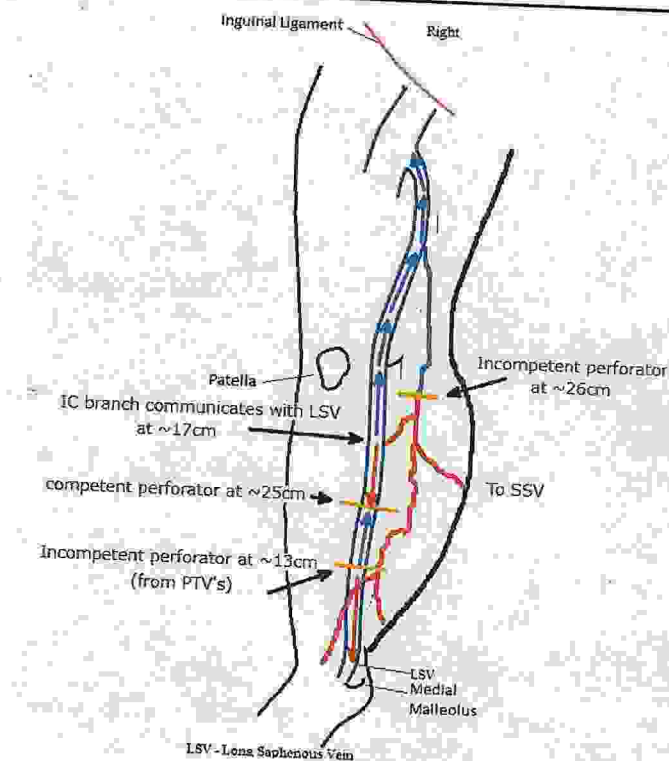 Inguinal Ligament
Right
Incompetent perforator
at ~26cm
Patella
IC branch communicates with LSV
at ~17cm
competent perforator at ~25cm
To SSV
Incompetent perforator at ~13cm
(from PTV's)
LSV
Medial
Malleolus
LSV - Long Saphenous Vein